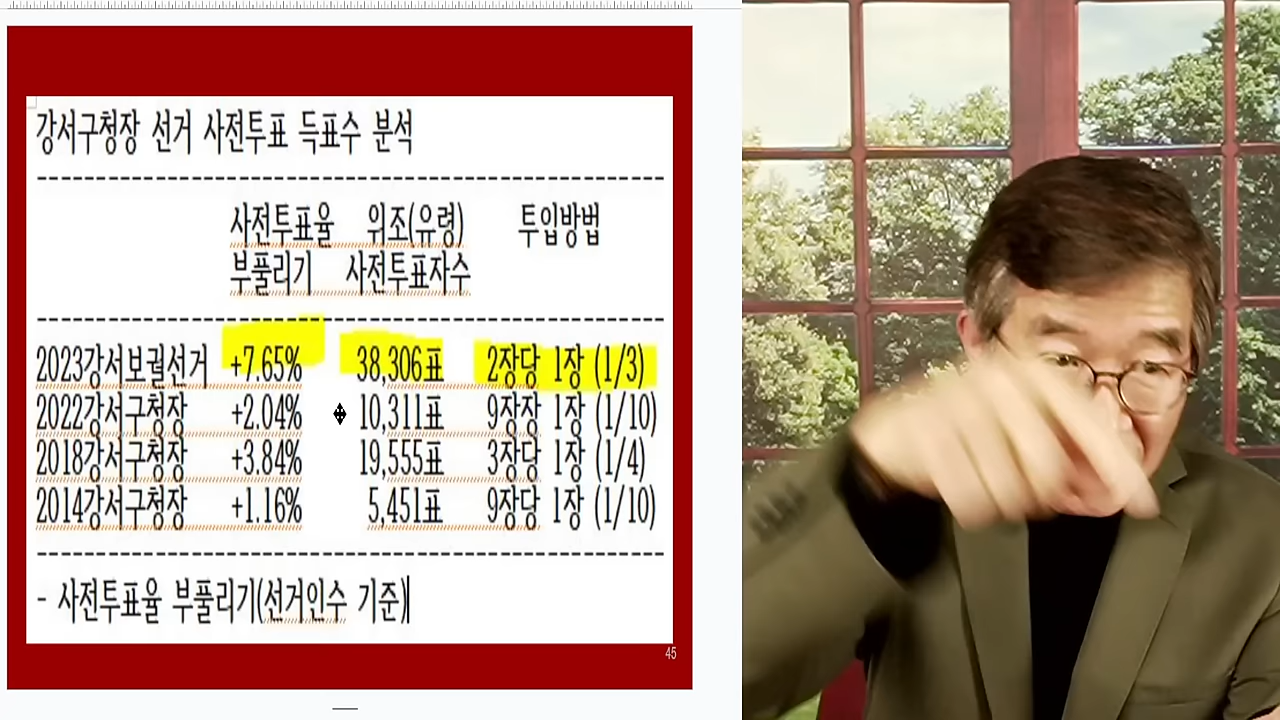 강서구청장 선거 사전투표 득표수 분석
사전투표율 위조(유령) 투입방법
부풀리기 사전투표자수
2023강서보궐선거 +7.65% 38,306표 2장당 1장 (1/3)
2022강서구청장 +2.04% 10,311표 9장장 1장 (1/10)
2018강서구청장 +3.84% 19,555표 3장당 1장 (1/4)
2014강서구청장 +1.16% 5,451표 9장당 1장 (1/10)
- 사전투표율 부풀리기(선거인수 기준)
45